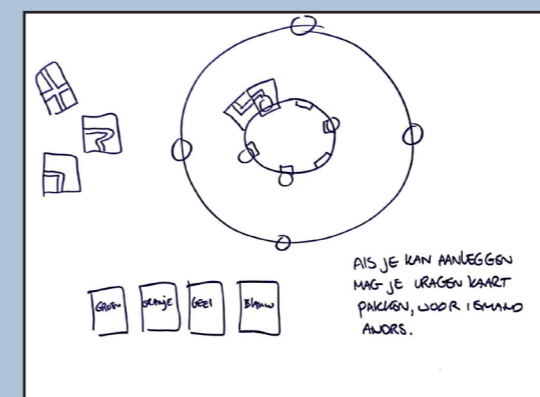 GROEN ORANJE GEEL BLAUW
ALS JE KAN AANLEGGEN
MAG JE VRAGEN KAART
PAKKEN, VOOR IEMAND
ANDRS.